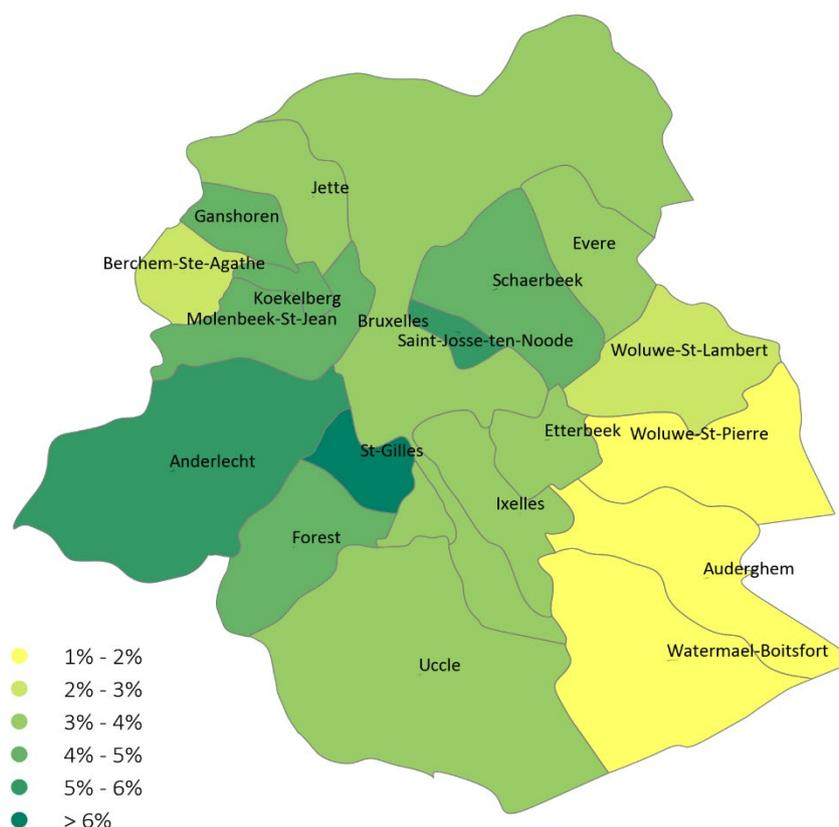 Jette
Ganshoren
Evere
Berchem-Ste-Agathe
Schaerbeek
Koekelberg
Molenbeek-St-Jean
Bruxelles
Saint-Josse-ten-Noode
Woluwe-St-Lambert
Etterbeek
Woluwe-St-Pierre
St-Gilles
Anderlecht
Ixelles
Forest
Auderghem
Watermael-Boitsfort
Uccle
1% - 2%
2% - 3%
3% - 4%
4% - 5%
5% - 6%
> 6%